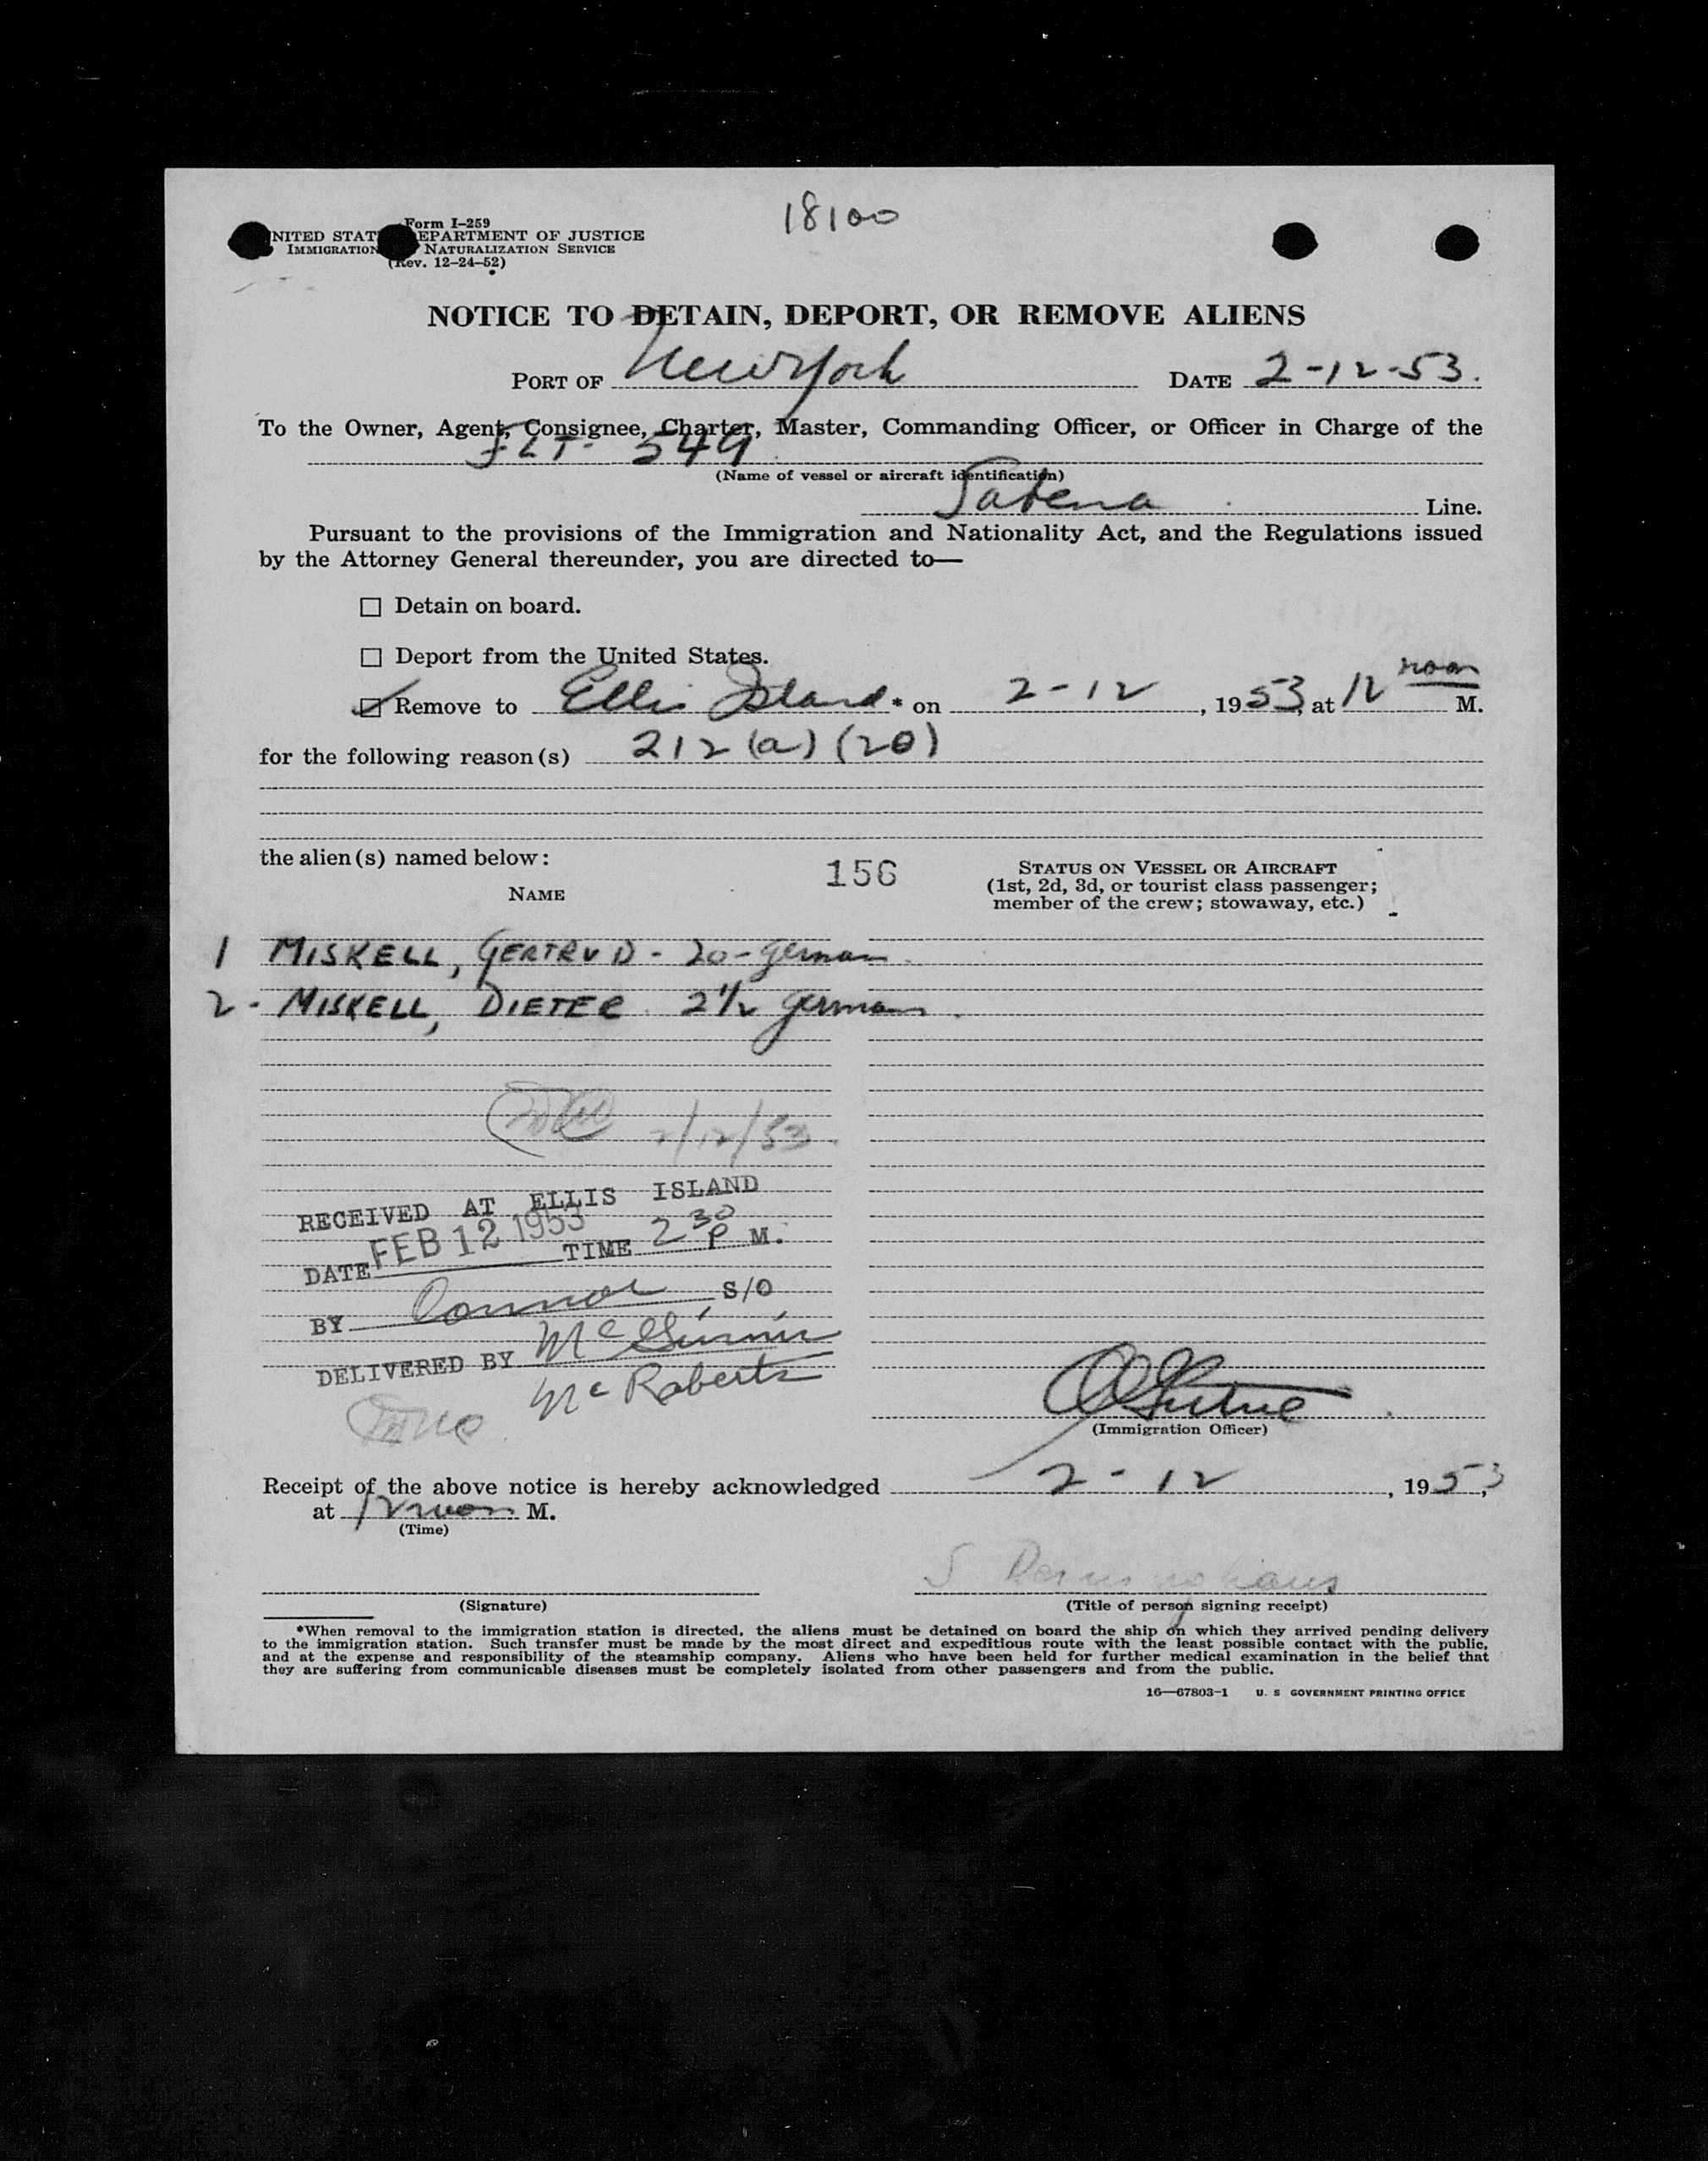 18100
Form I-259
NITED STAT EPARTMENT OF JUSTICE
IMMIGRATION NATURALIZATION SERVICE
(Rev. 12-24-52)
NOTICE TO DETAIN, DEPORT, OR REMOVE ALIENS
PORT OF New York DATE 2-12-53.
To the Owner, Agent, Consignee, Charter, Master, Commanding Officer, or Officer in Charge of the
FLT- 549
(Name of vessel or aircraft identification)
Sabena Line.
Pursuant to the provisions of the Immigration and Nationality Act, and the Regulations issued
by the Attorney General thereunder, you are directed to—
☐ Detain on board.
☐ Deport from the United States.
☑ Remove to Ellis Island * on 2-12, 1953, at 12 noon M.
for the following reason(s) 212 (a) (20)
the alien(s) named below:
156
NAME
STATUS ON VESSEL OR AIRCRAFT
(1st, 2d, 3d, or tourist class passenger;
member of the crew; stowaway, etc.)
1 MISKELL, GERTRUD - 20 - German
2 - MISKELL, DIETER 2 1/2 German
2/12/53
RECEIVED AT ELLIS ISLAND
DATE FEB 12 1953 TIME 2 30 P M.
BY Connor S/O
DELIVERED BY McGinnis
McRoberts
(Immigration Officer)
Receipt of the above notice is hereby acknowledged 2-12, 1953,
at 12 noon M.
(Time)
(Signature)
(Title of person signing receipt)
*When removal to the immigration station is directed, the aliens must be detained on board the ship on which they arrived pending delivery
to the immigration station. Such transfer must be made by the most direct and expeditious route with the least possible contact with the public,
and at the expense and responsibility of the steamship company. Aliens who have been held for further medical examination in the belief that
they are suffering from communicable diseases must be completely isolated from other passengers and from the public.
16—67803-1 U. S GOVERNMENT PRINTING OFFICE